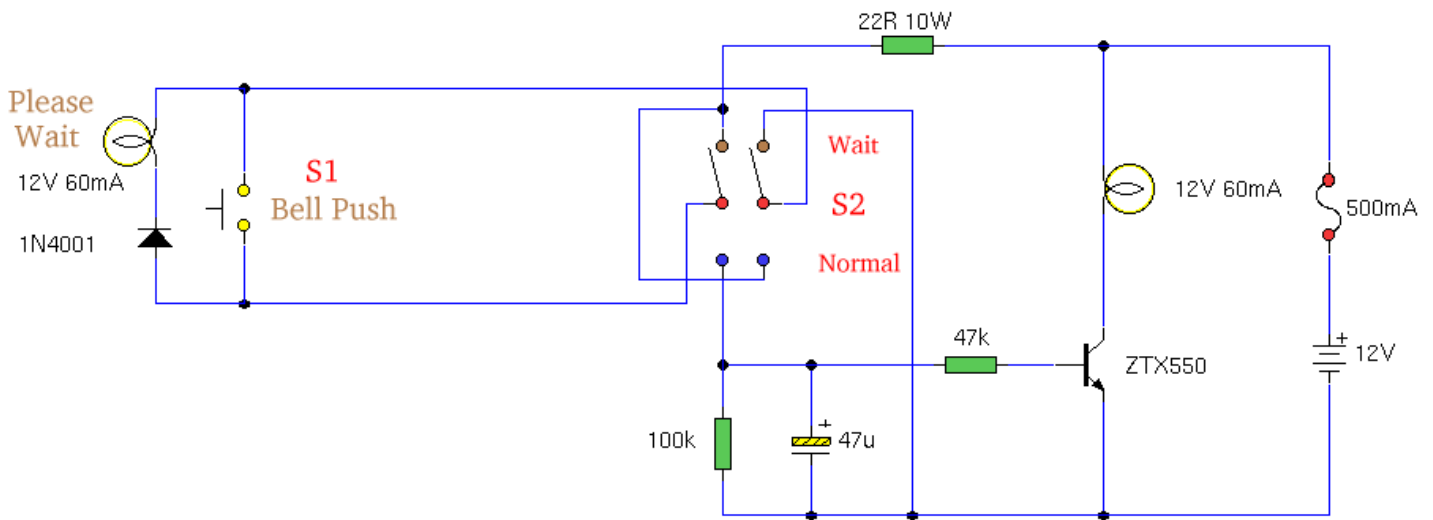 22R 10W
Please
Wait
12V 60mA
1N4001
S1
Bell Push
Wait
S2
Normal
12V 60mA
500mA
47k
ZTX550
+
12V
100k
+
47u